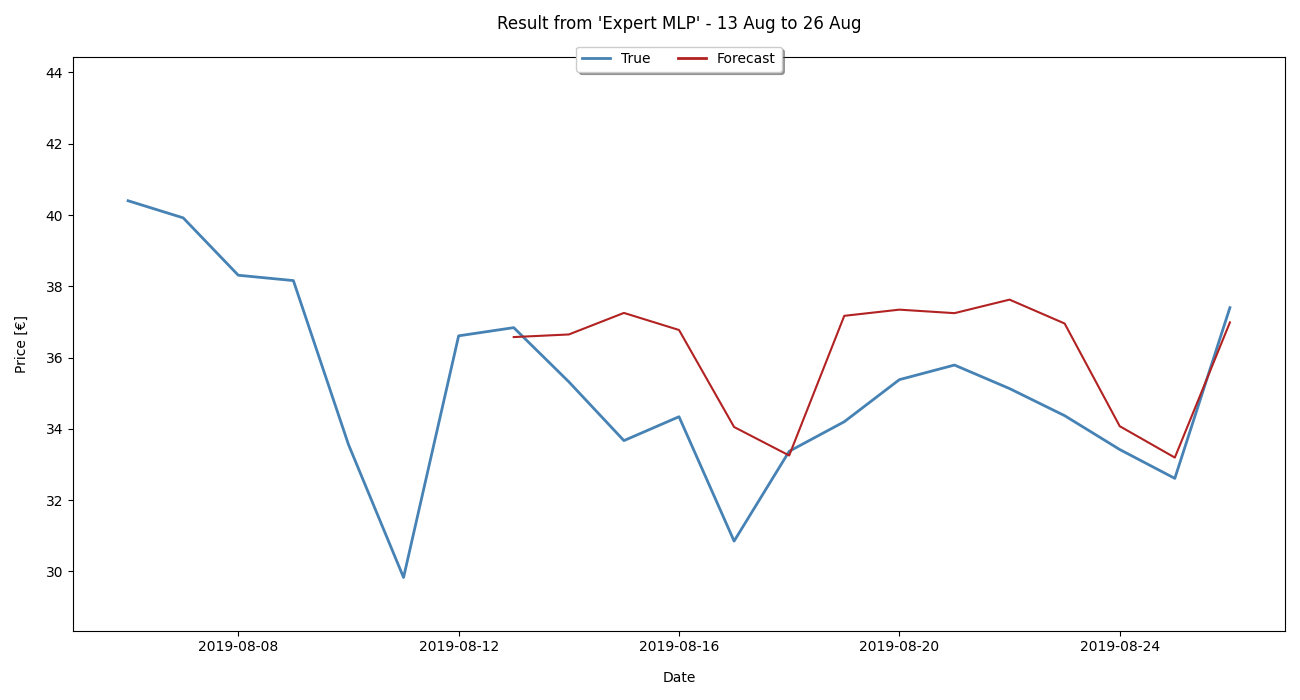 Result from 'Expert MLP' - 13 Aug to 26 Aug
True Forecast
44
42
40
38
36
34
32
30
Price [€]
2019-08-08 2019-08-12 2019-08-16 2019-08-20 2019-08-24
Date